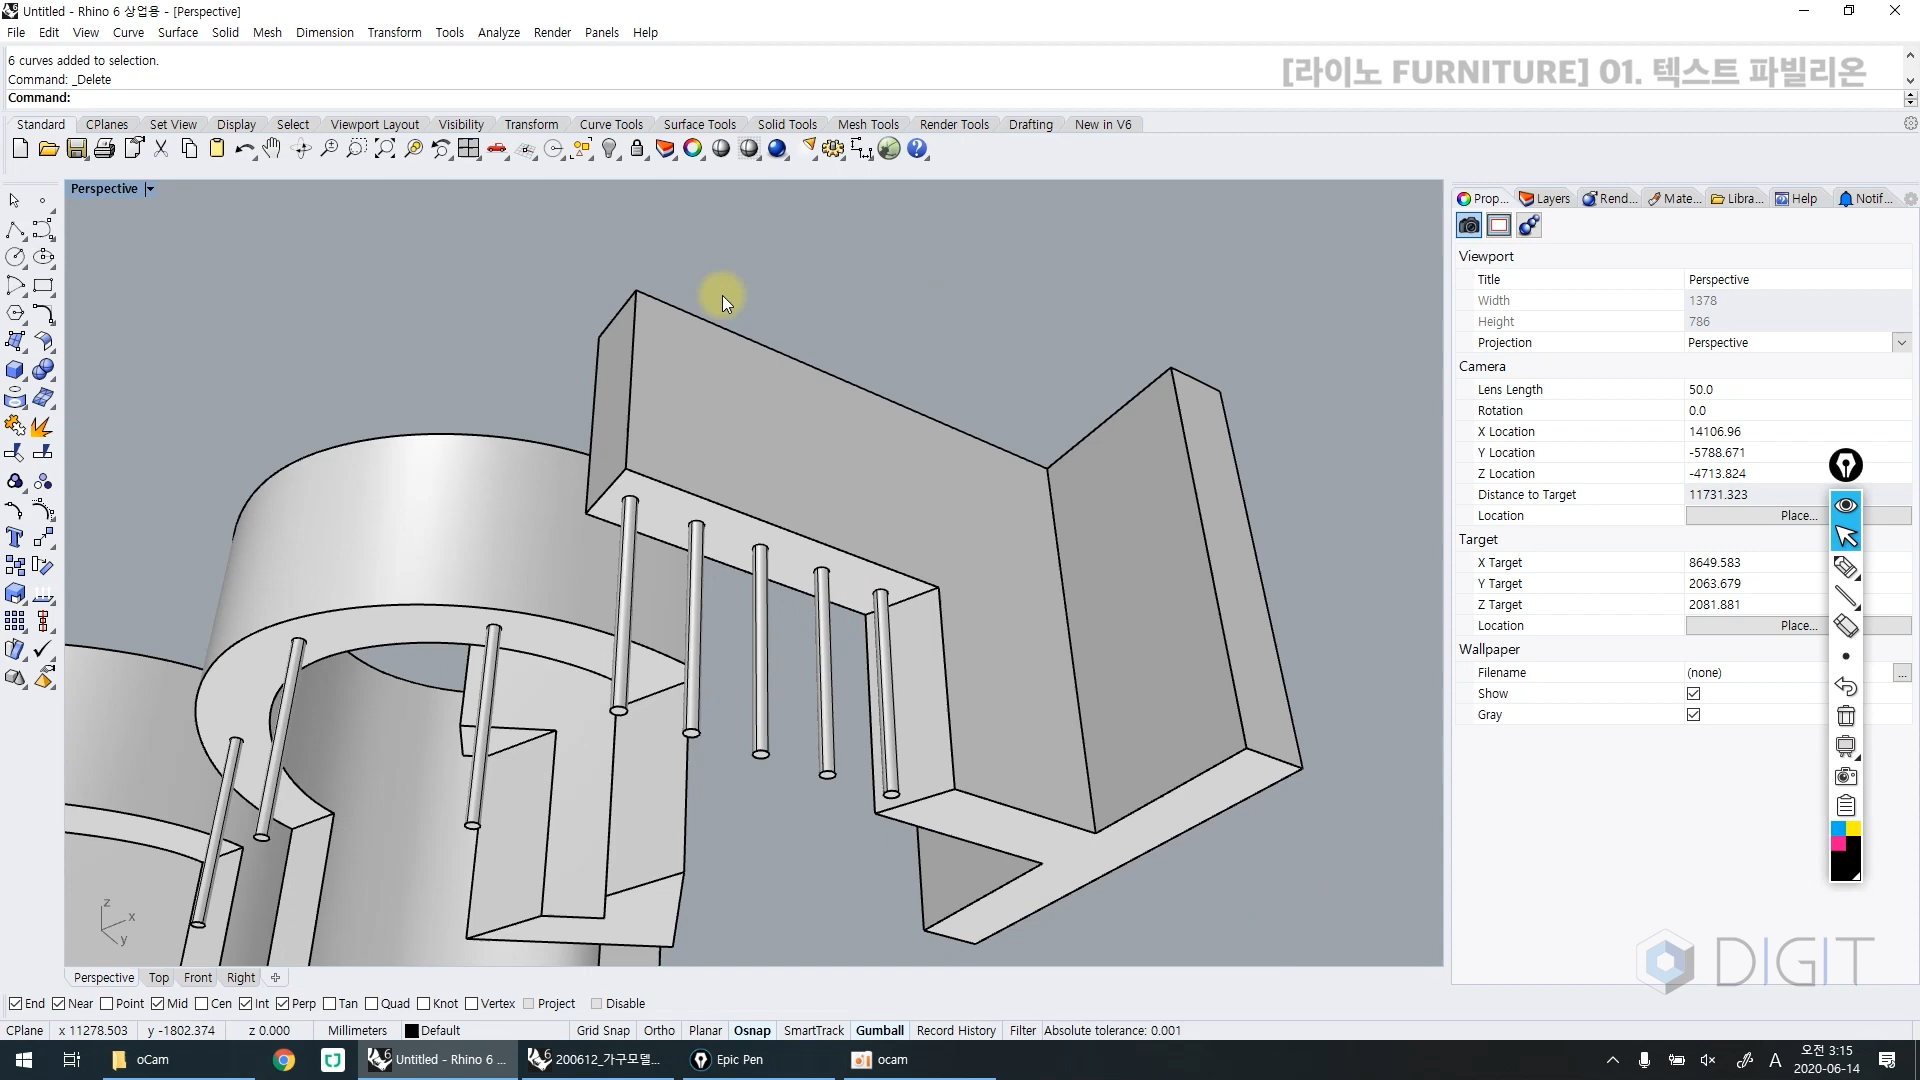 Untitled - Rhino 6 상업용 - [Perspective]
File Edit View Curve Surface Solid Mesh Dimension Transform Tools Analyze Render Panels Help
6 curves added to selection.
Command: _Delete
Command:
[라이노 FURNITURE] 01. 텍스트 파빌리온
Standard CPlanes Set View Display Select Viewport Layout Visibility Transform Curve Tools Surface Tools Solid Tools Mesh Tools Render Tools Drafting New in V6
Perspective
Prop... Layers Rend... Mate... Libra... Help Notif...
Viewport
Title Perspective
Width 1378
Height 786
Projection Perspective
Camera
Lens Length 50.0
Rotation 0.0
X Location 14106.96
Y Location -5788.671
Z Location -4713.824
Distance to Target 11731.323
Location Place...
Target
X Target 8649.583
Y Target 2063.679
Z Target 2081.881
Location Place...
Wallpaper
Filename (none) ...
Show
Gray
z
x
y
DIGIT
Perspective Top Front Right
End Near Point Mid Cen Int Perp Tan Quad Knot Vertex Project Disable
CPlane x 11278.503 y -1802.374 z 0.000 Millimeters Default Grid Snap Ortho Planar Osnap SmartTrack Gumball Record History Filter Absolute tolerance: 0.001
oCam Untitled - Rhino 6 ... 200612_가구모델... Epic Pen ocam A 오전 3:15
2020-06-14